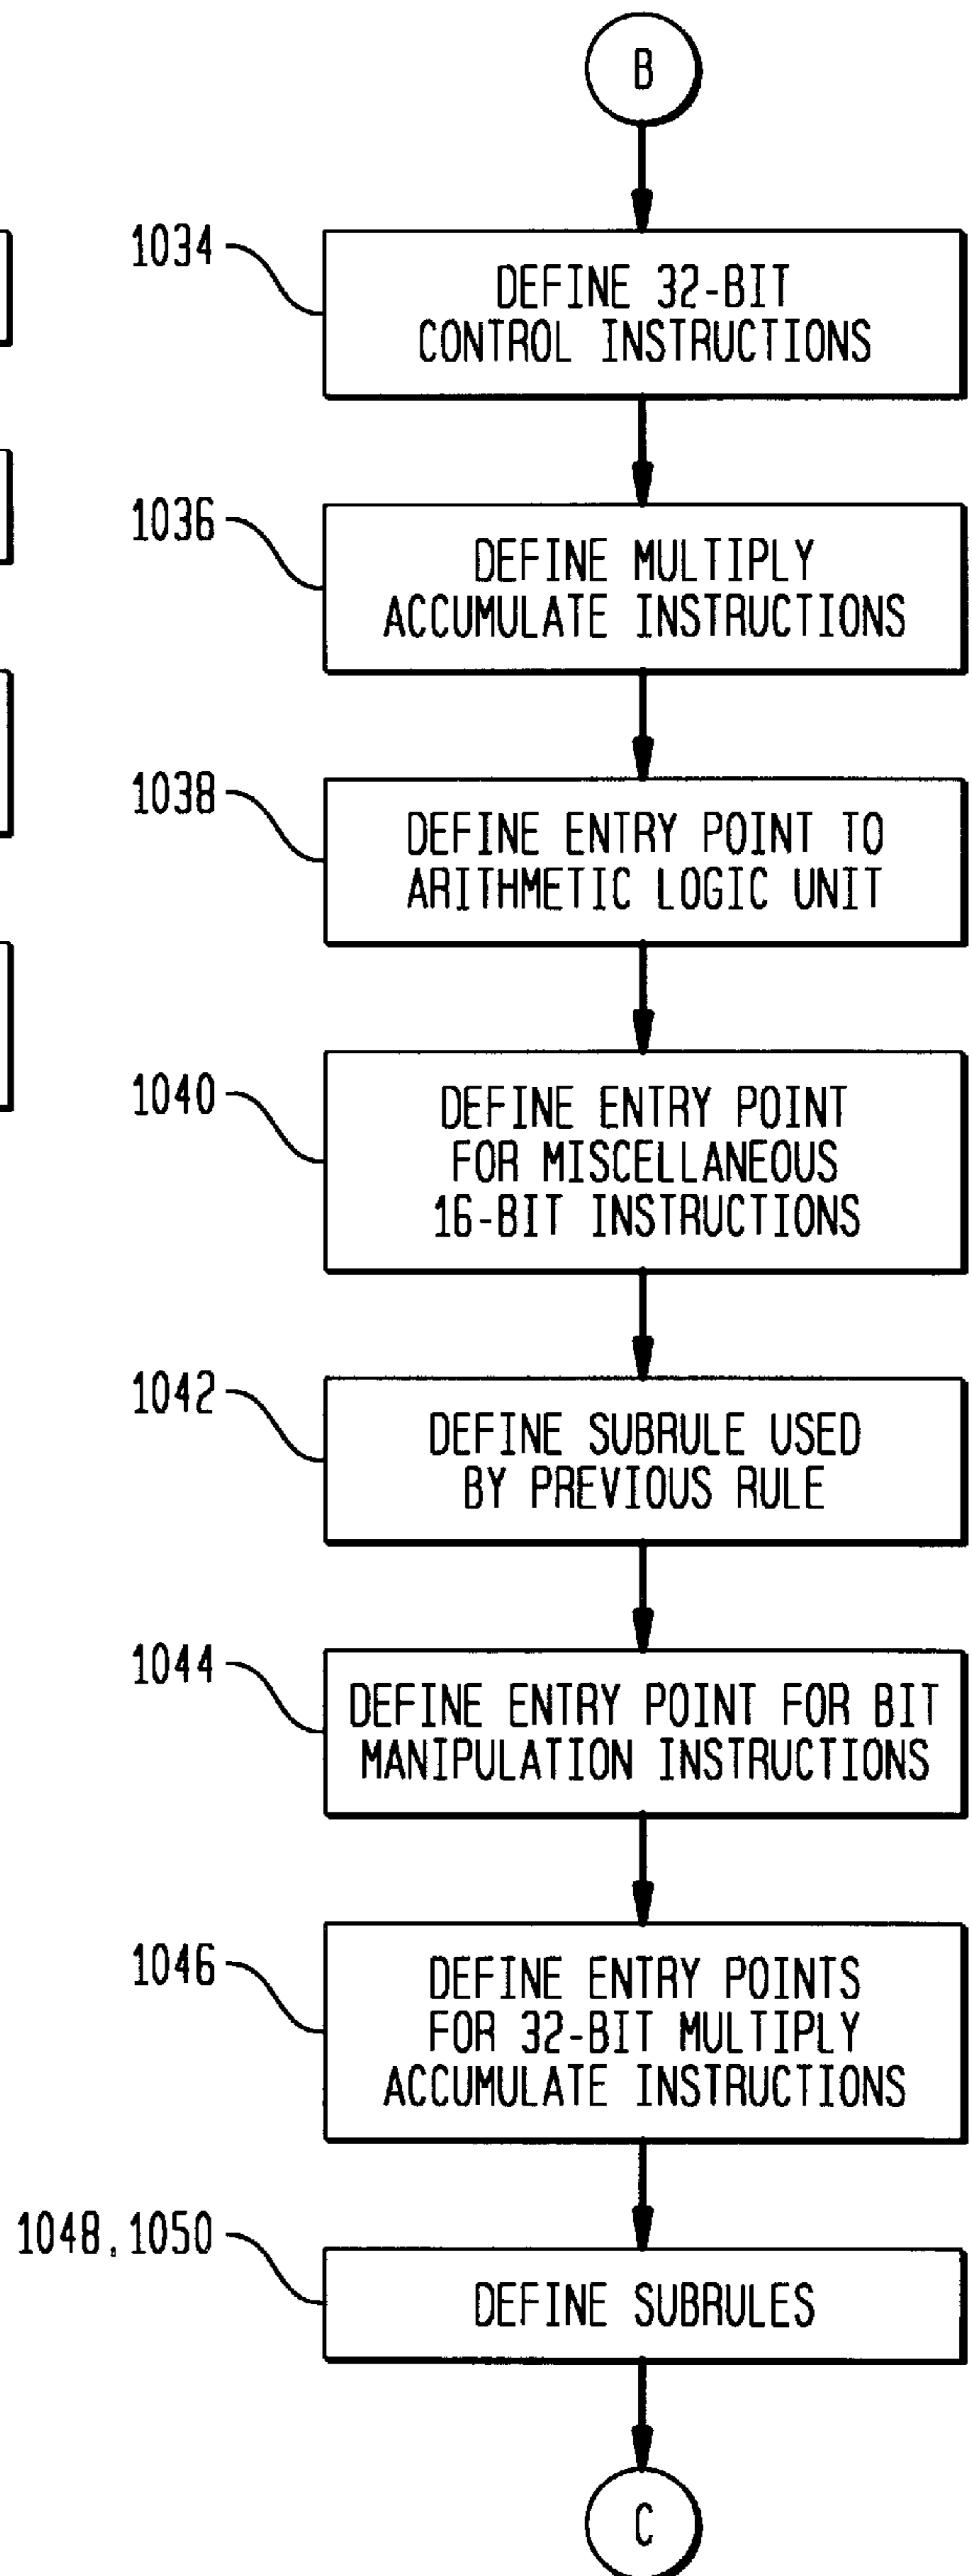 B
1034
DEFINE 32-BIT
CONTROL INSTRUCTIONS
1036
DEFINE MULTIPLY
ACCUMULATE INSTRUCTIONS
1038
DEFINE ENTRY POINT TO
ARITHMETIC LOGIC UNIT
1040
DEFINE ENTRY POINT
FOR MISCELLANEOUS
16-BIT INSTRUCTIONS
1042
DEFINE SUBRULE USED
BY PREVIOUS RULE
1044
DEFINE ENTRY POINT FOR BIT
MANIPULATION INSTRUCTIONS
1046
DEFINE ENTRY POINTS
FOR 32-BIT MULTIPLY
ACCUMULATE INSTRUCTIONS
1048,1050
DEFINE SUBRULES
C